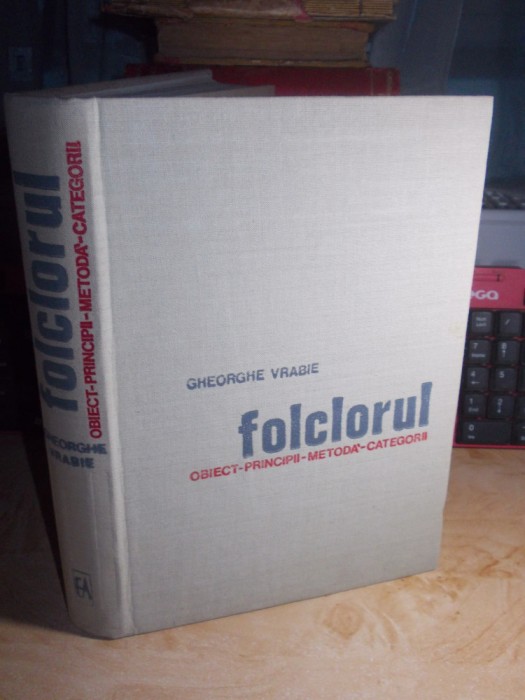 folclorul
OBIECT-PRINCIPII-METODĂ-CATEGORII
GHEORGHE
VRABIE
EA
GHEORGHE VRABIE
folclorul
OBIECT-PRINCIPII-METODĂ-CATEGORII